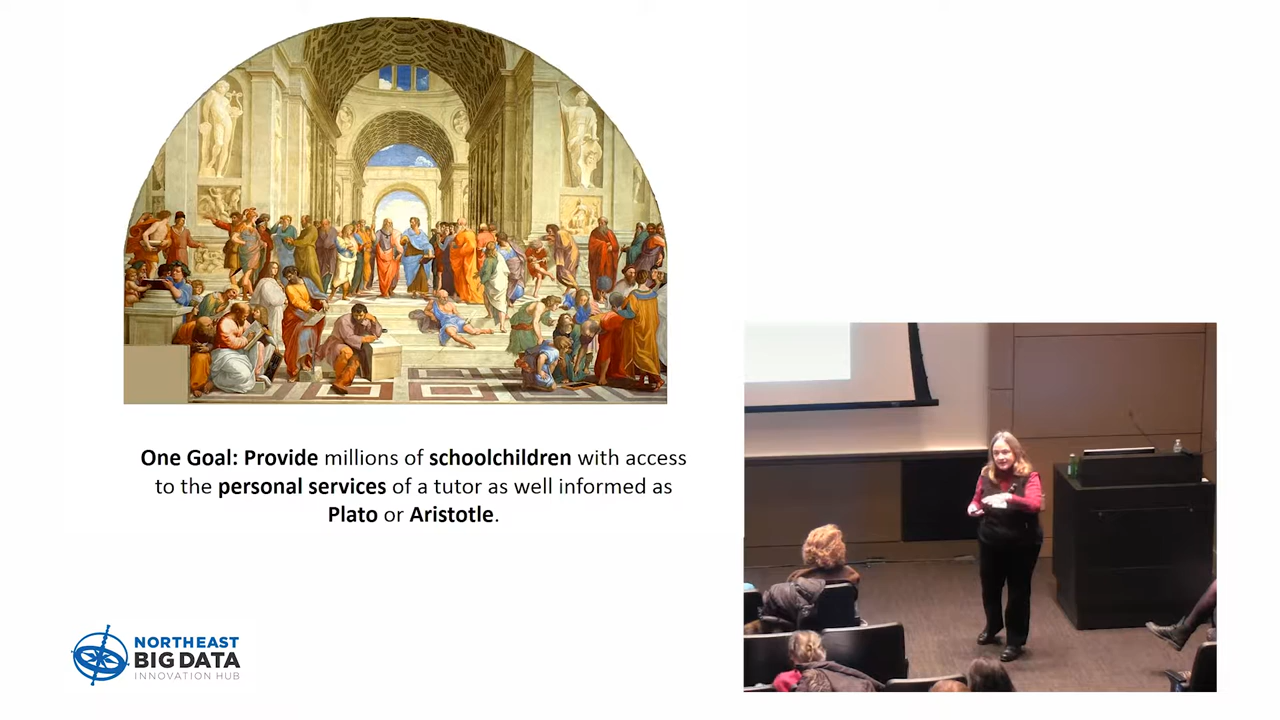 One Goal: Provide millions of schoolchildren with access
to the personal services of a tutor as well informed as
Plato or Aristotle.
NORTHEAST
BIG DATA
INNOVATION HUB